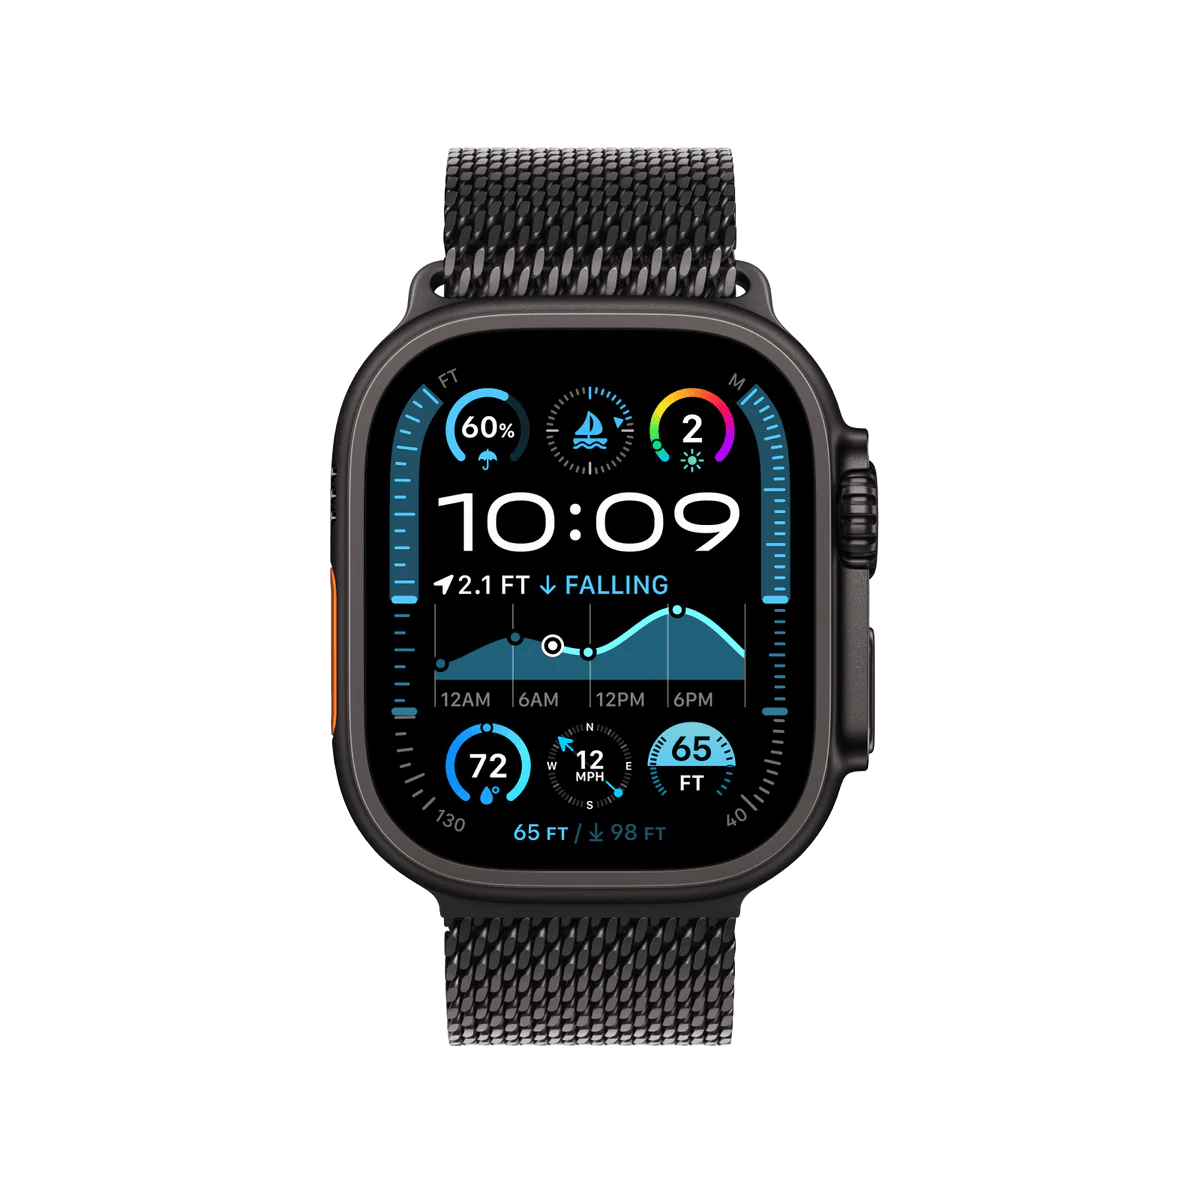 FT
M
60%
2
10:09
2.1 FT ↓ FALLING
12AM 6AM 12PM 6PM
72°
N
W
12
MPH
E
S
65
FT
130
40
65 FT / ↓ 98 FT